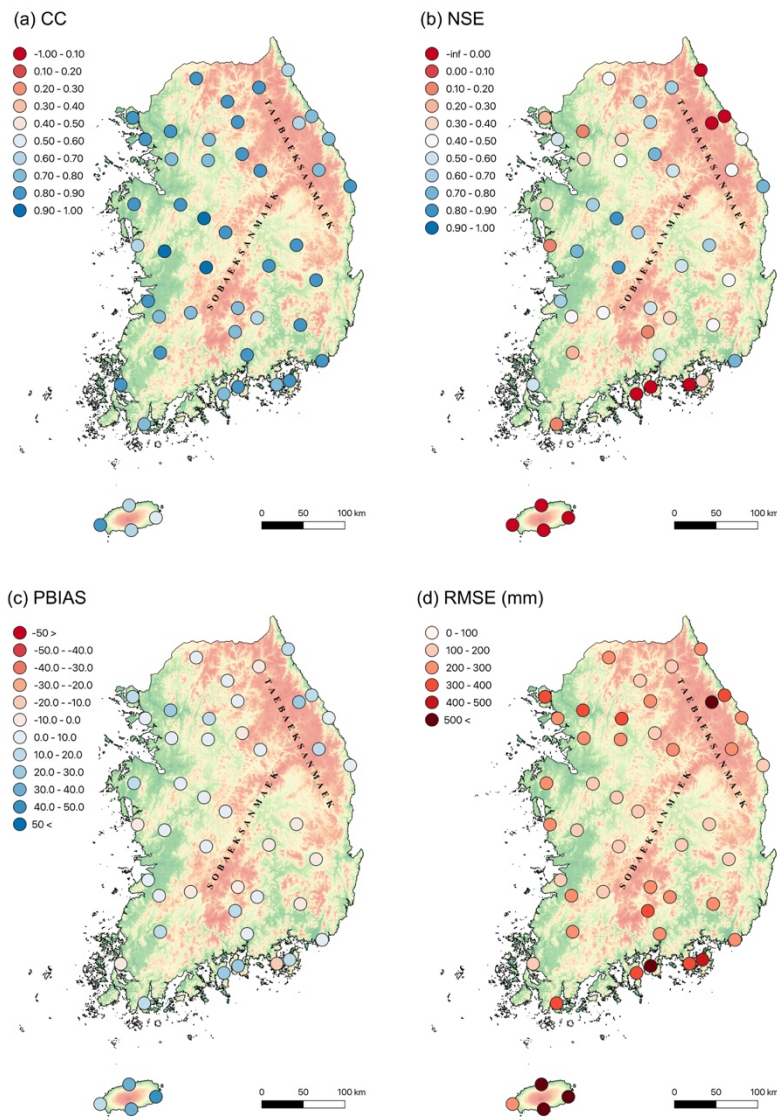 (a) CC
-1.00 - 0.10
0.10 - 0.20
0.20 - 0.30
0.30 - 0.40
0.40 - 0.50
0.50 - 0.60
0.60 - 0.70
0.70 - 0.80
0.80 - 0.90
0.90 - 1.00
TAEBAEKSANMAEK
SOBAEKSANMAEK
0 50 100 km
(b) NSE
-inf - 0.00
0.00 - 0.10
0.10 - 0.20
0.20 - 0.30
0.30 - 0.40
0.40 - 0.50
0.50 - 0.60
0.60 - 0.70
0.70 - 0.80
0.80 - 0.90
0.90 - 1.00
TAEBAEKSANMAEK
SOBAEKSANMAEK
0 50 100 km
(c) PBIAS
-50 >
-50.0 - -40.0
-40.0 - -30.0
-30.0 - -20.0
-20.0 - -10.0
-10.0 - 0.0
0.0 - 10.0
10.0 - 20.0
20.0 - 30.0
30.0 - 40.0
40.0 - 50.0
50 <
TAEBAEKSANMAEK
SOBAEKSANMAEK
0 50 100 km
(d) RMSE (mm)
0 - 100
100 - 200
200 - 300
300 - 400
400 - 500
500 <
TAEBAEKSANMAEK
SOBAEKSANMAEK
0 50 100 km